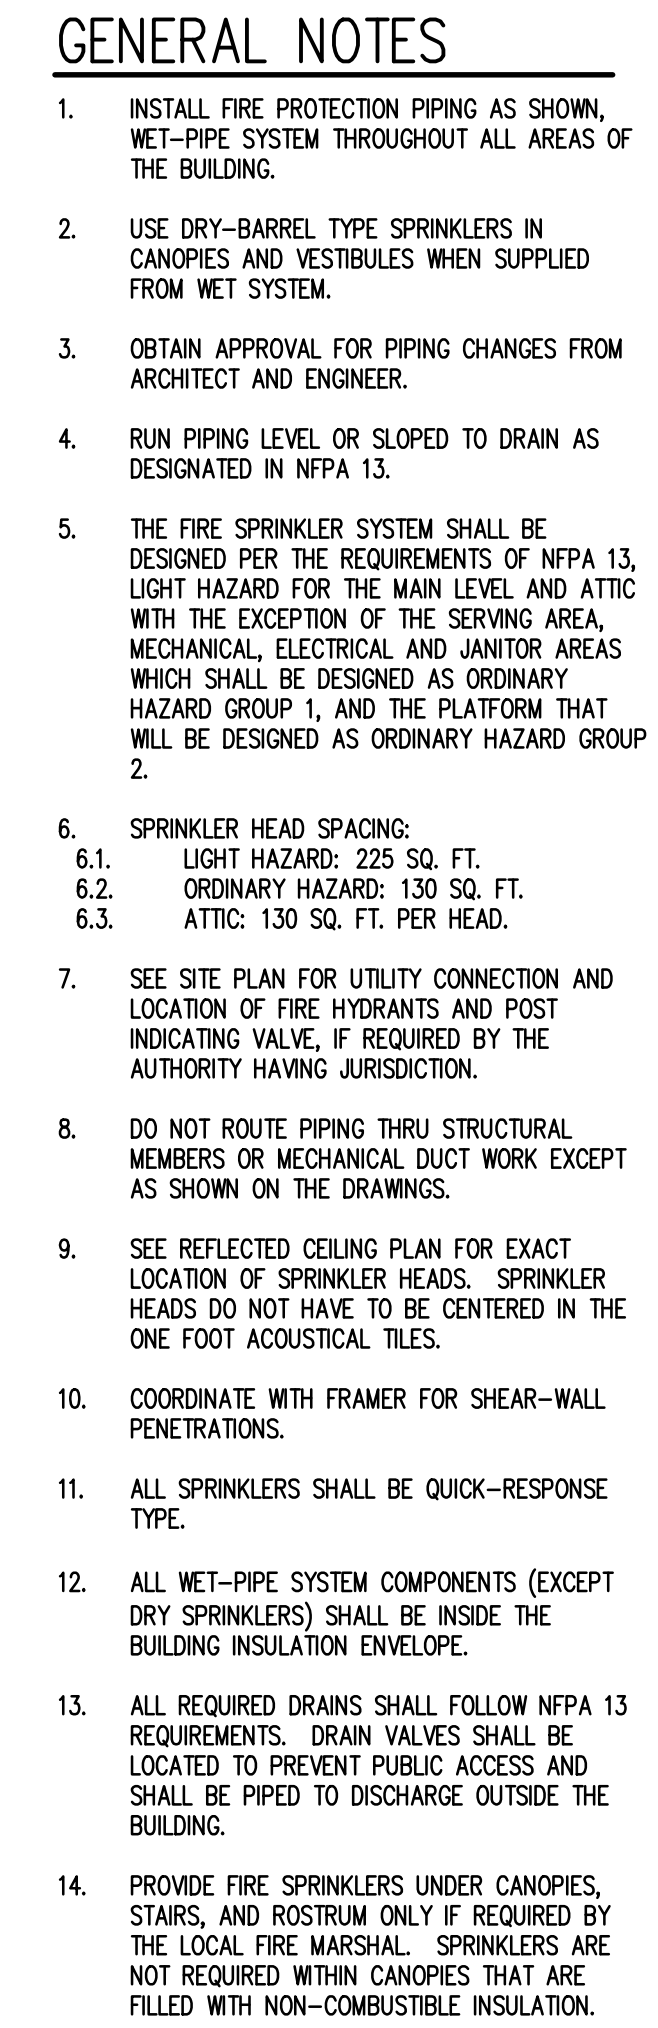 GENERAL NOTES
1. INSTALL FIRE PROTECTION PIPING AS SHOWN,
WET-PIPE SYSTEM THROUGHOUT ALL AREAS OF
THE BUILDING.
2. USE DRY-BARREL TYPE SPRINKLERS IN
CANOPIES AND VESTIBULES WHEN SUPPLIED
FROM WET SYSTEM.
3. OBTAIN APPROVAL FOR PIPING CHANGES FROM
ARCHITECT AND ENGINEER.
4. RUN PIPING LEVEL OR SLOPED TO DRAIN AS
DESIGNATED IN NFPA 13.
5. THE FIRE SPRINKLER SYSTEM SHALL BE
DESIGNED PER THE REQUIREMENTS OF NFPA 13,
LIGHT HAZARD FOR THE MAIN LEVEL AND ATTIC
WITH THE EXCEPTION OF THE SERVING AREA,
MECHANICAL, ELECTRICAL AND JANITOR AREAS
WHICH SHALL BE DESIGNED AS ORDINARY
HAZARD GROUP 1, AND THE PLATFORM THAT
WILL BE DESIGNED AS ORDINARY HAZARD GROUP
2.
6. SPRINKLER HEAD SPACING:
6.1. LIGHT HAZARD: 225 SQ. FT.
6.2. ORDINARY HAZARD: 130 SQ. FT.
6.3. ATTIC: 130 SQ. FT. PER HEAD.
7. SEE SITE PLAN FOR UTILITY CONNECTION AND
LOCATION OF FIRE HYDRANTS AND POST
INDICATING VALVE, IF REQUIRED BY THE
AUTHORITY HAVING JURISDICTION.
8. DO NOT ROUTE PIPING THRU STRUCTURAL
MEMBERS OR MECHANICAL DUCT WORK EXCEPT
AS SHOWN ON THE DRAWINGS.
9. SEE REFLECTED CEILING PLAN FOR EXACT
LOCATION OF SPRINKLER HEADS. SPRINKLER
HEADS DO NOT HAVE TO BE CENTERED IN THE
ONE FOOT ACOUSTICAL TILES.
10. COORDINATE WITH FRAMER FOR SHEAR-WALL
PENETRATIONS.
11. ALL SPRINKLERS SHALL BE QUICK-RESPONSE
TYPE.
12. ALL WET-PIPE SYSTEM COMPONENTS (EXCEPT
DRY SPRINKLERS) SHALL BE INSIDE THE
BUILDING INSULATION ENVELOPE.
13. ALL REQUIRED DRAINS SHALL FOLLOW NFPA 13
REQUIREMENTS. DRAIN VALVES SHALL BE
LOCATED TO PREVENT PUBLIC ACCESS AND
SHALL BE PIPED TO DISCHARGE OUTSIDE THE
BUILDING.
14. PROVIDE FIRE SPRINKLERS UNDER CANOPIES,
STAIRS, AND ROSTRUM ONLY IF REQUIRED BY
THE LOCAL FIRE MARSHAL. SPRINKLERS ARE
NOT REQUIRED WITHIN CANOPIES THAT ARE
FILLED WITH NON-COMBUSTIBLE INSULATION.